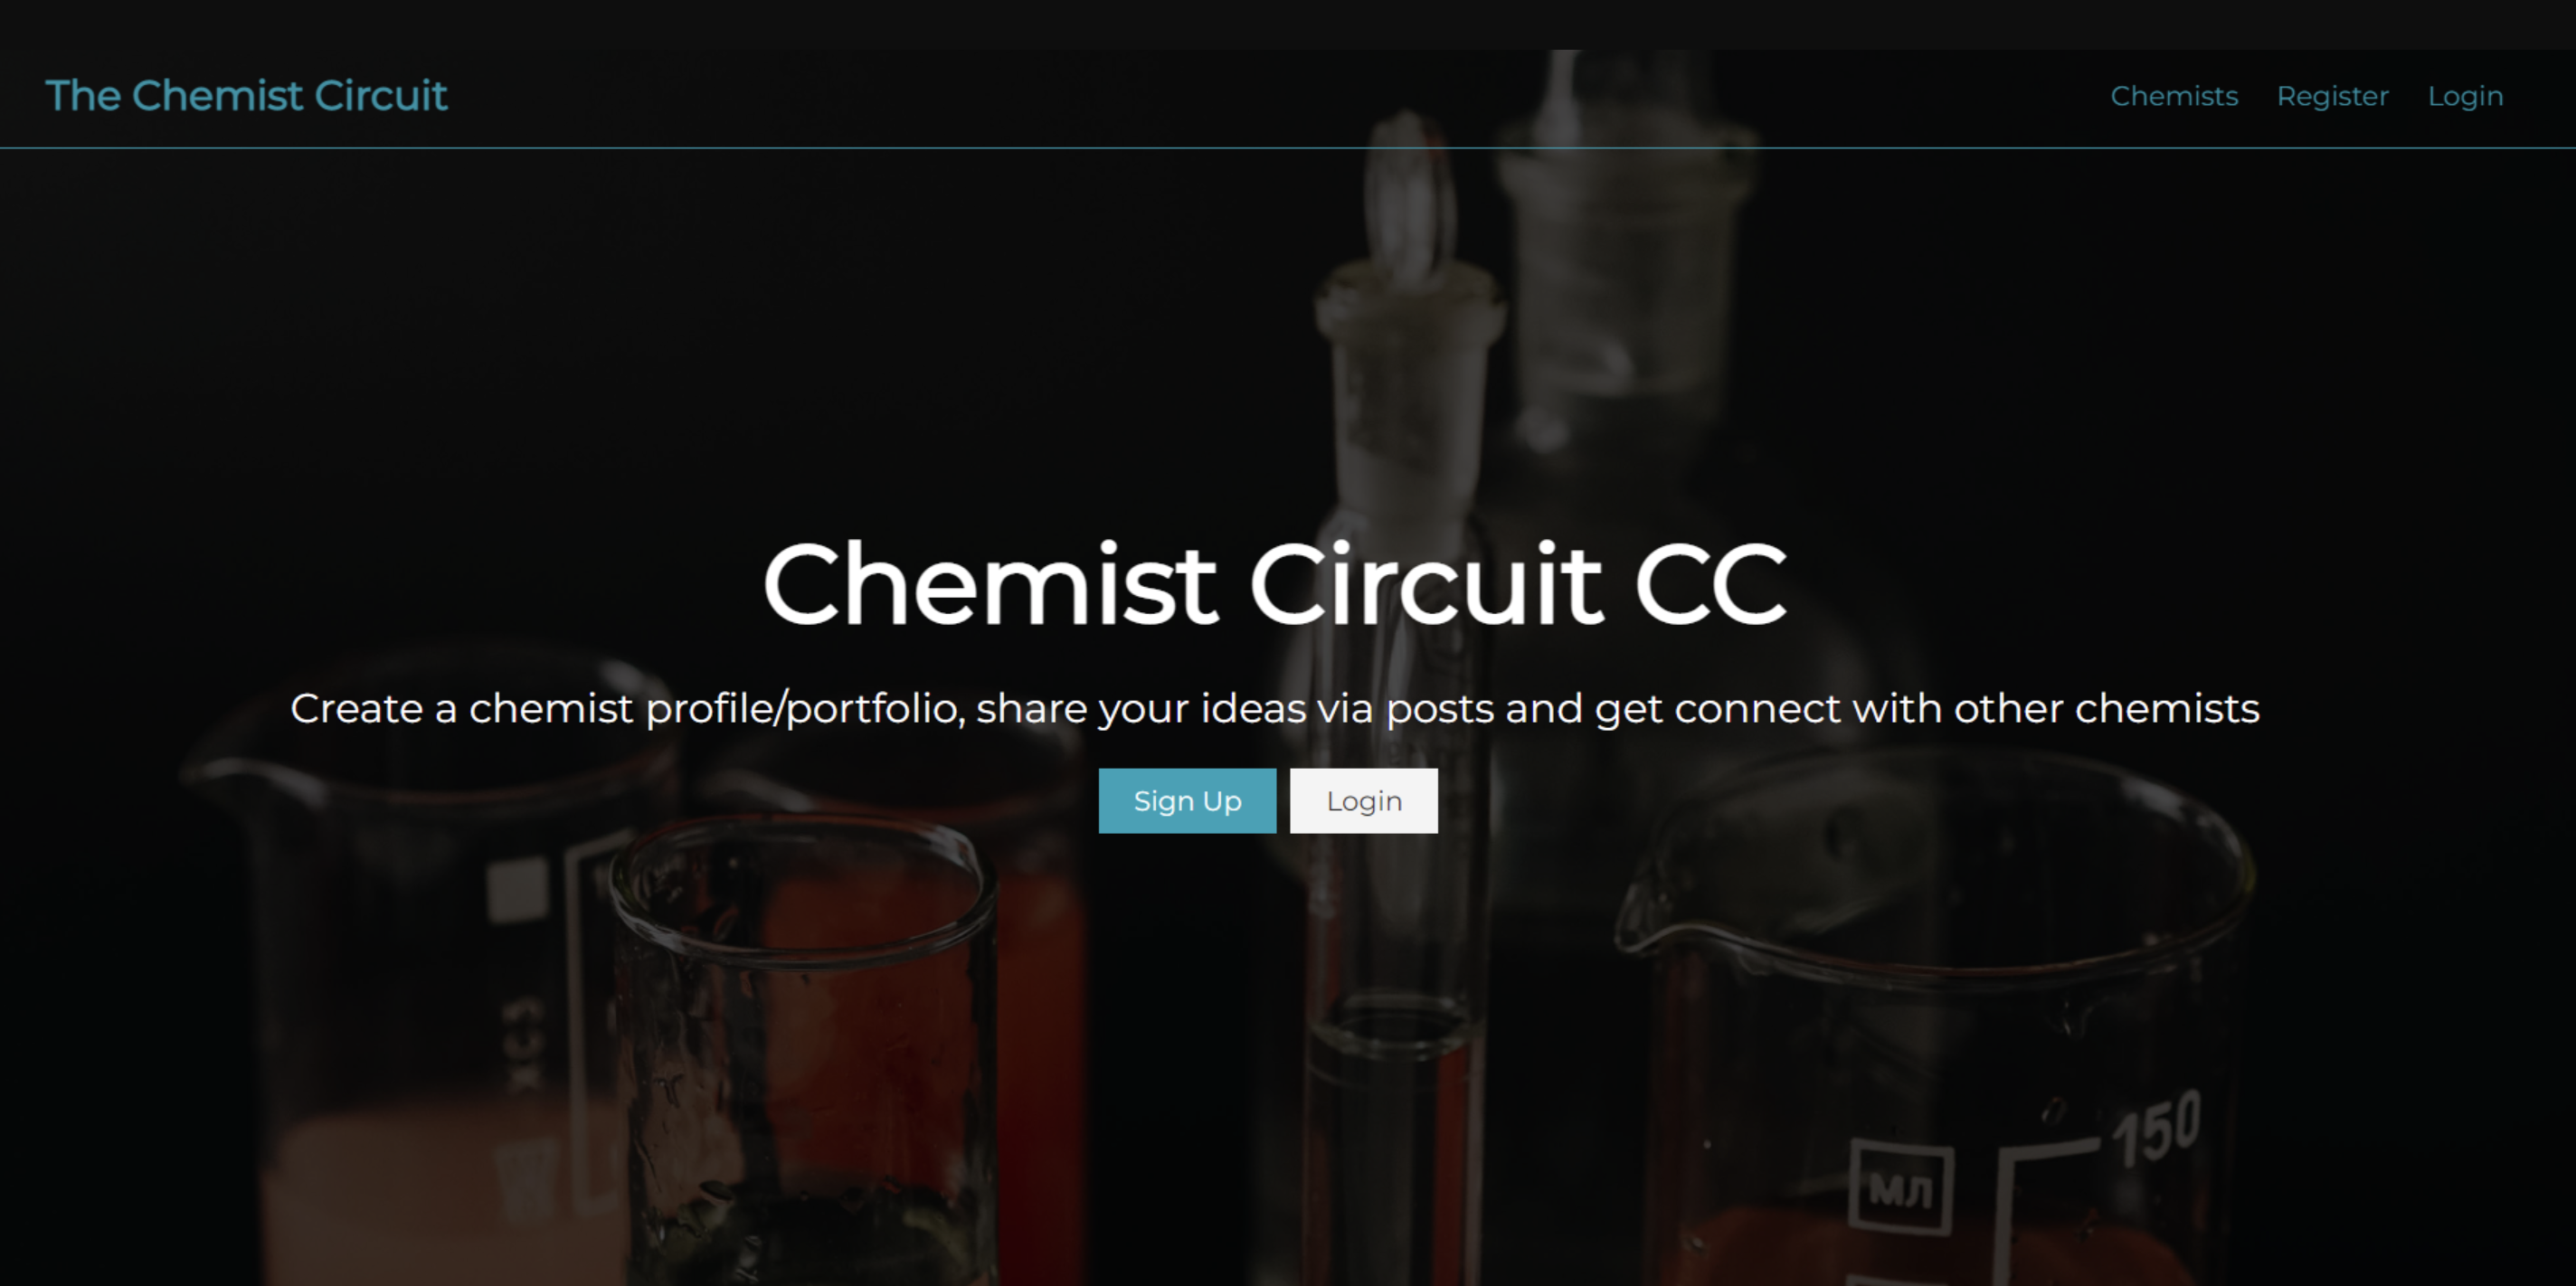 The Chemist Circuit
Chemists Register Login
Chemist Circuit CC
Create a chemist profile/portfolio, share your ideas via posts and get connect with other chemists
Sign Up Login
150
МЛ